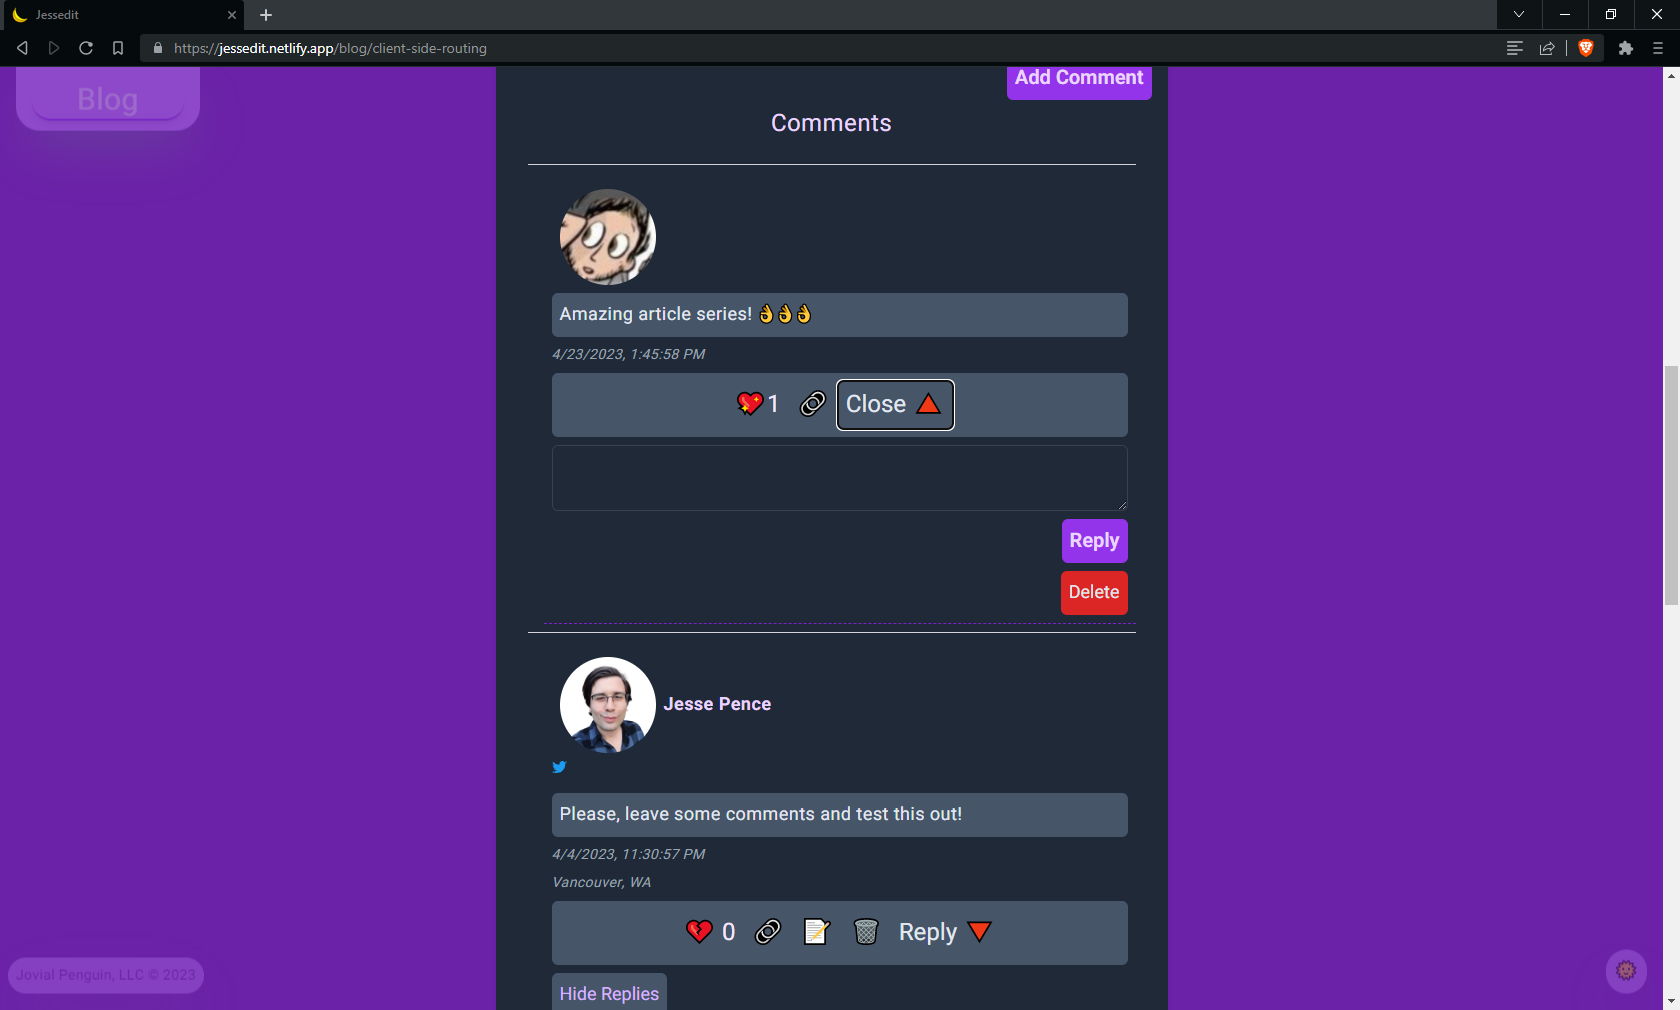 Jessedit
https://jessedit.netlify.app/blog/client-side-routing
Blog
Add Comment
Comments
Amazing article series! 👌👌👌
4/23/2023, 1:45:58 PM
💖1 🔗 Close 🔺
Reply
Delete
Jesse Pence
Please, leave some comments and test this out!
4/4/2023, 11:30:57 PM
Vancouver, WA
💔 0 🔗 📝 🗑️ Reply 🔻
Hide Replies
Jovial Penguin, LLC © 2023